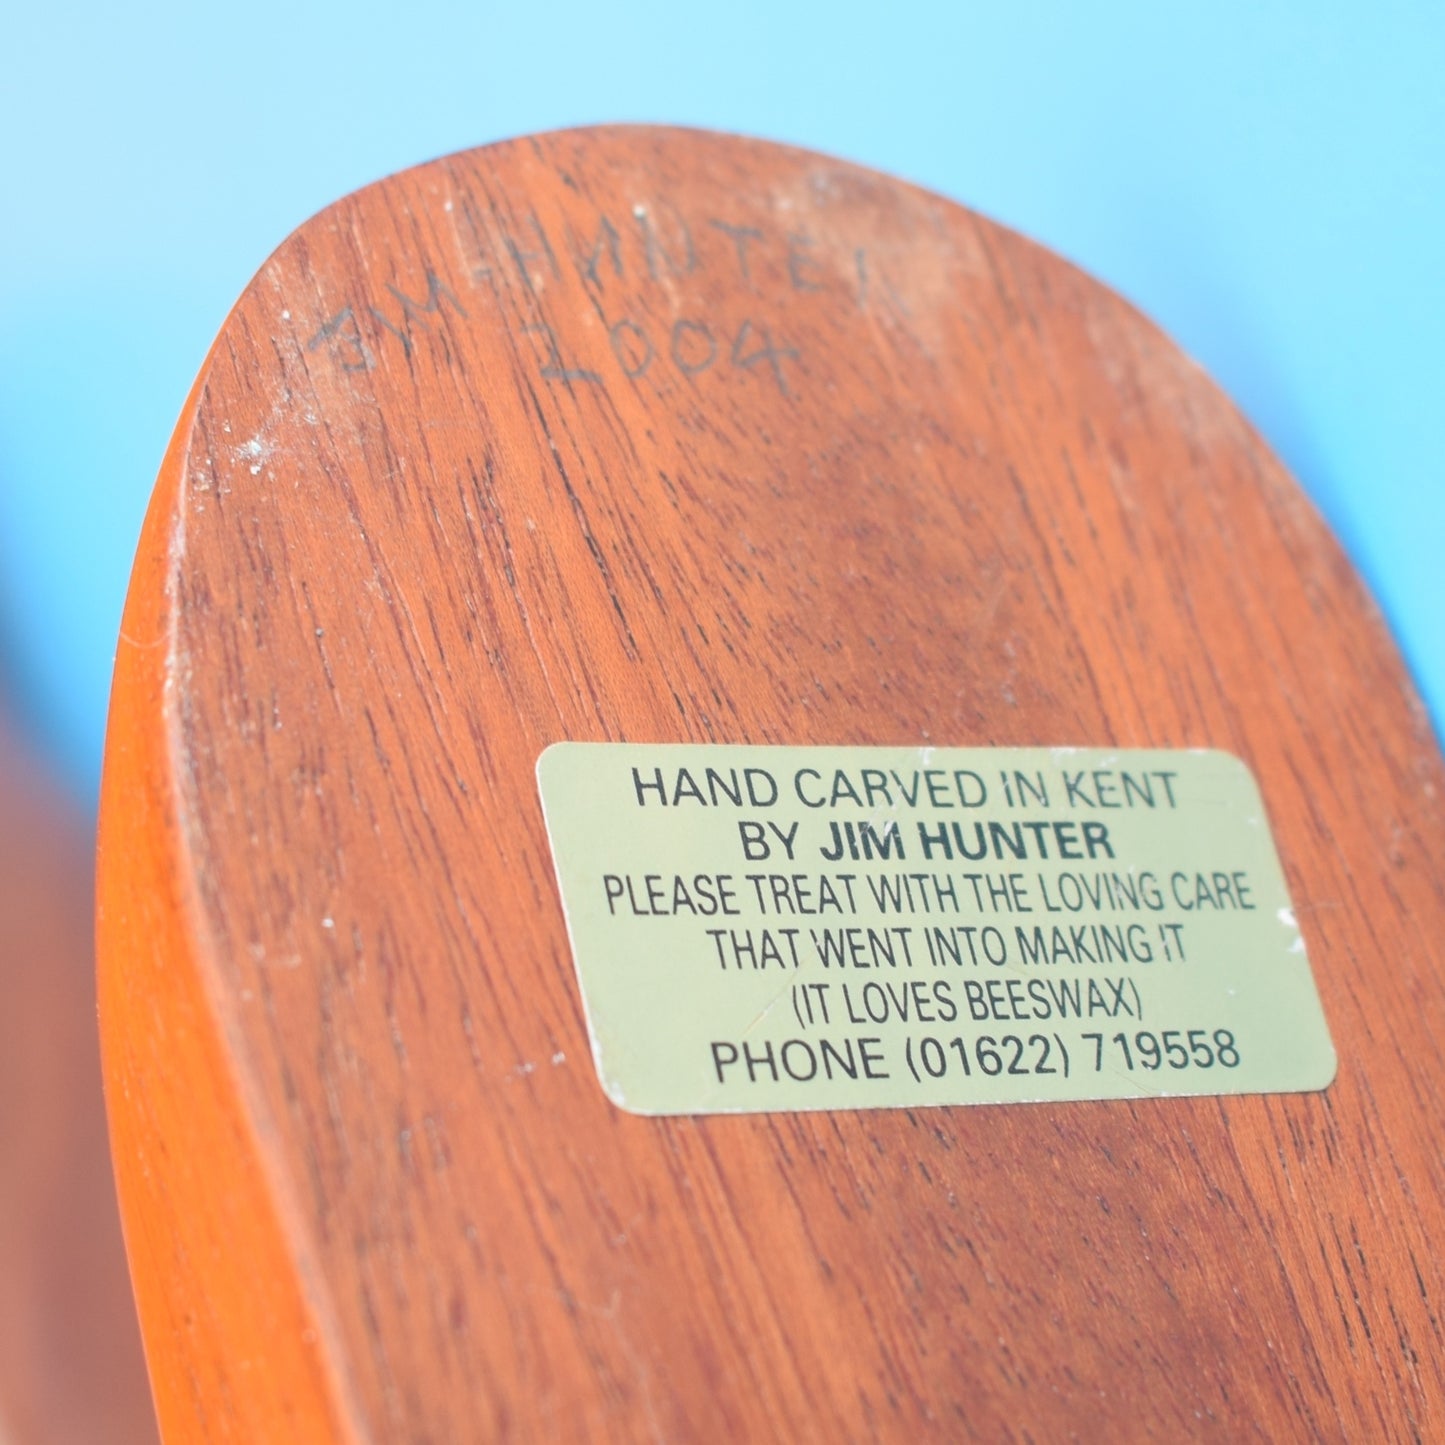 JIM HUNTER
2004
HAND CARVED IN KENT
BY JIM HUNTER
PLEASE TREAT WITH THE LOVING CARE
THAT WENT INTO MAKING IT
(IT LOVES BEESWAX)
PHONE (01622) 719558